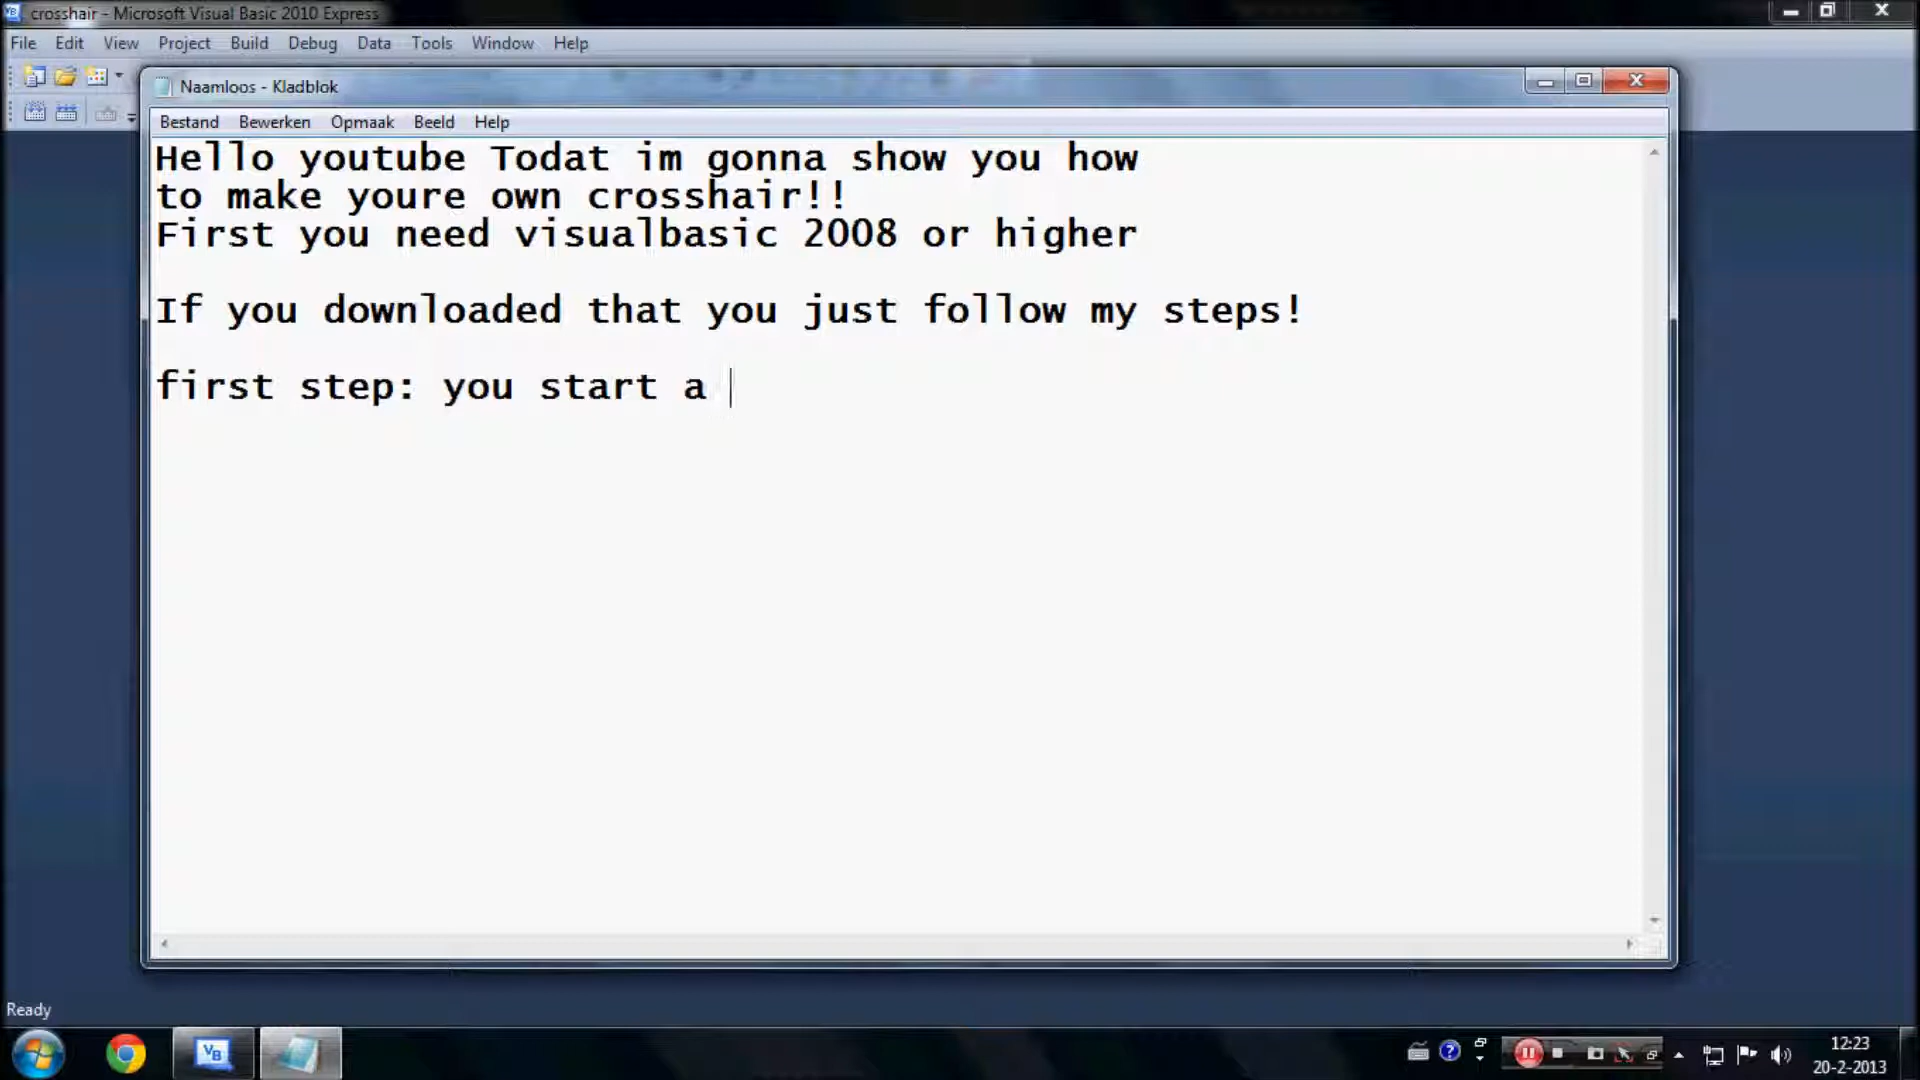 crosshair - Microsoft Visual Basic 2010 Express
File Edit View Project Build Debug Data Tools Window Help
Naamloos - Kladblok
Bestand Bewerken Opmaak Beeld Help
Hello youtube Todat im gonna show you how
to make youre own crosshair!!
First you need visualbasic 2008 or higher
If you downloaded that you just follow my steps!
first step: you start a
Ready
VB
12:23
20-2-2013